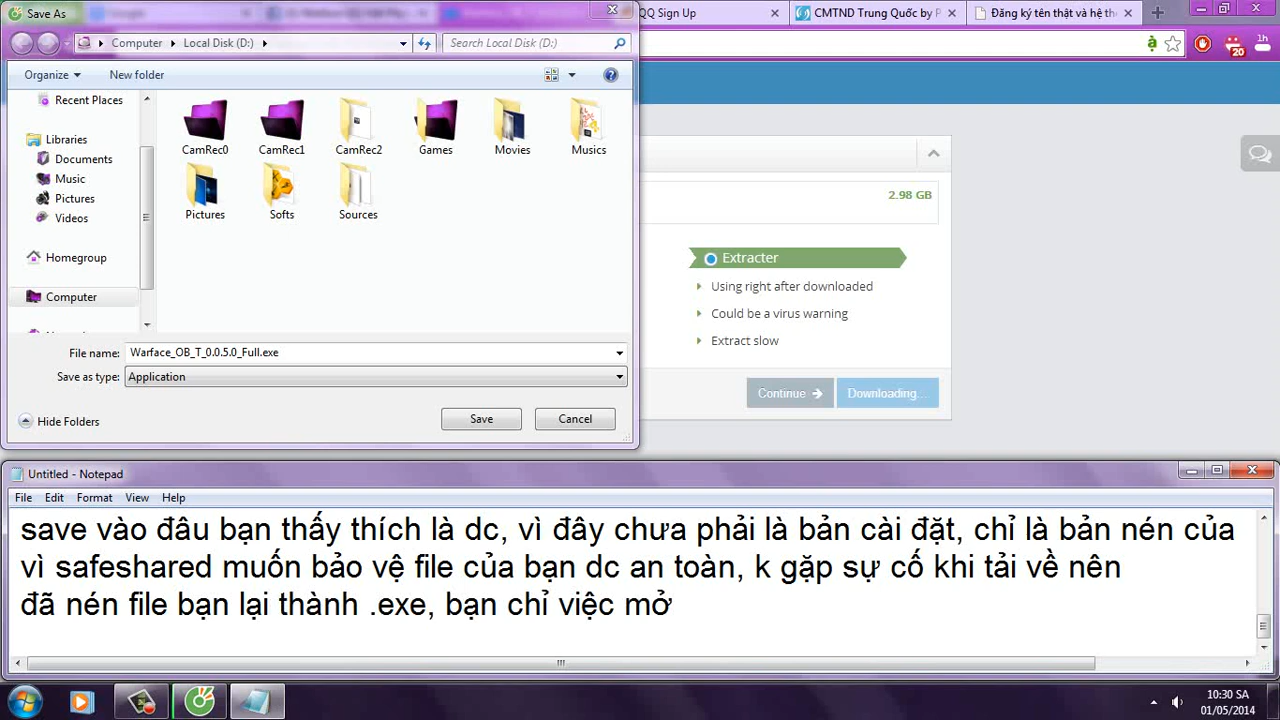 Save As
QQ Sign Up
CMTND Trung Quốc by P
Đăng ký tên thật và hệ th
Computer
Local Disk (D:)
Search Local Disk (D:)
1h
20
Organize
New folder
Recent Places
Libraries
Documents
Music
Pictures
Videos
Homegroup
Computer
CamRec0
CamRec1
CamRec2
Games
Movies
Musics
Pictures
Softs
Sources
File name:
Warface_OB_T_0.0.5.0_Full.exe
Save as type:
Application
Hide Folders
Save
Cancel
2.98 GB
Extracter
Using right after downloaded
Could be a virus warning
Extract slow
Continue
Downloading...
Untitled - Notepad
File Edit Format View Help
save vào đâu bạn thấy thích là dc, vì đây chưa phải là bản cài đặt, chỉ là bản nén của
vì safeshared muốn bảo vệ file của bạn dc an toàn, k gặp sự cố khi tải về nên
đã nén file bạn lại thành .exe, bạn chỉ việc mở
10:30 SA
01/05/2014